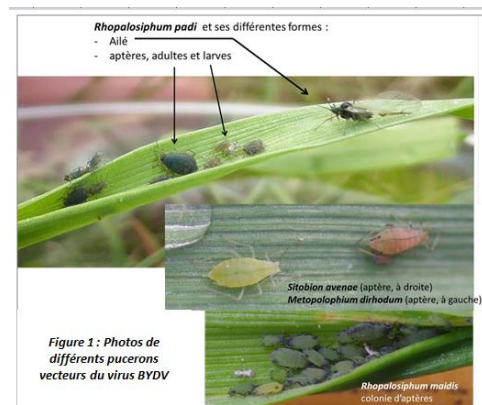 Rhopalosiphum padi et ses différentes formes :
- Ailé
- aptères, adultes et larves
Sitobion avenae (aptère, à droite)
Metopolophium dirhodum (aptère, à gauche)
Figure 1 : Photos de
différents pucerons
vecteurs du virus BYDV
Rhopalosiphum maidis
colonie d'aptères